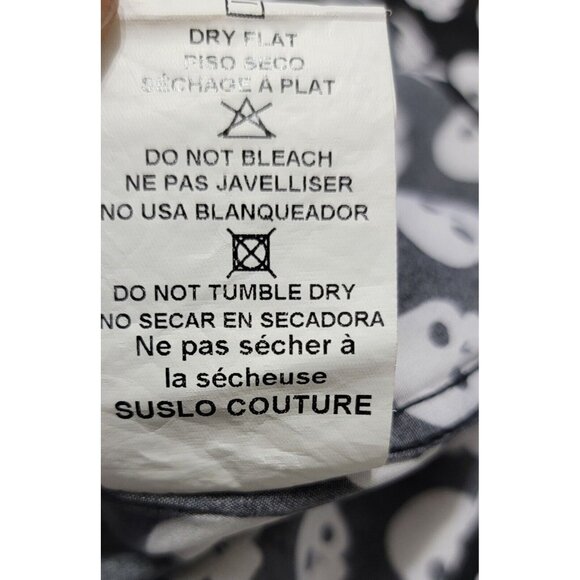 DRY FLAT
PISO SECO
SÉCHAGE À PLAT
DO NOT BLEACH
NE PAS JAVELLISER
NO USA BLANQUEADOR
DO NOT TUMBLE DRY
NO SECAR EN SECADORA
Ne pas sécher à
la sécheuse
SUSLO COUTURE